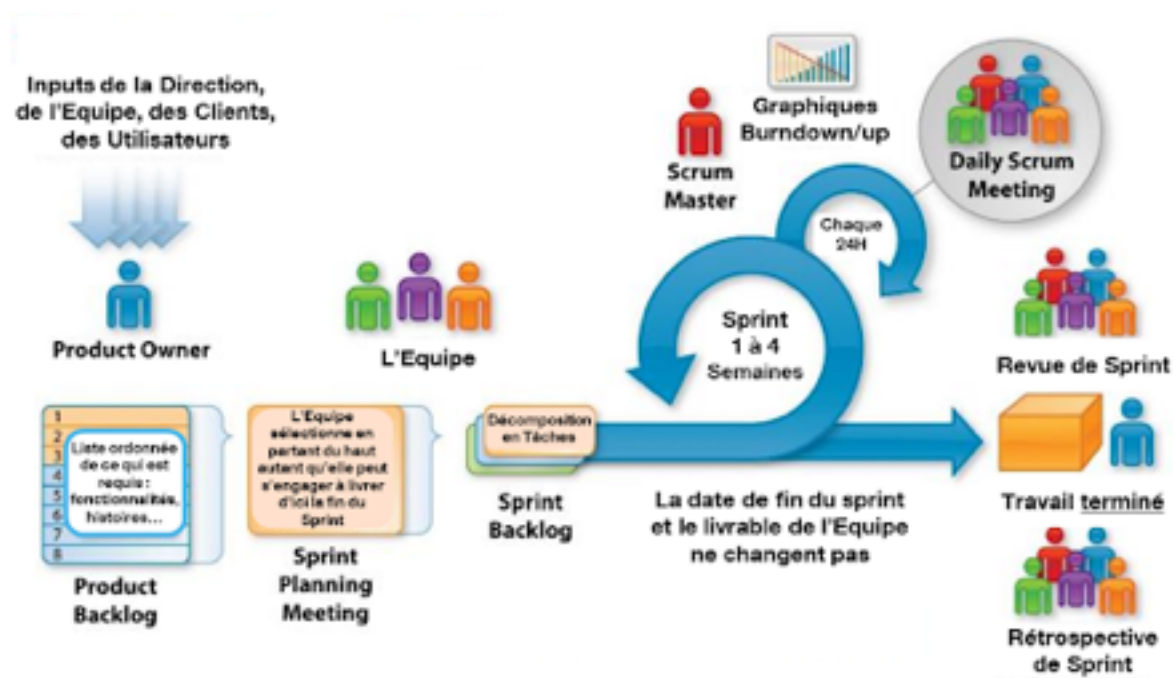 Inputs de la Direction,
de l'Equipe, des Clients,
des Utilisateurs
Product Owner
L'Equipe
Scrum
Master
Graphiques
Burndown/up
Daily Scrum
Meeting
Chaque
24H
Sprint
1 à 4
Semaines
Revue de Sprint
1
2
3
4
5
6
7
8
Liste ordonnée
de ce qui est
requis :
fonctionnalités,
histoires...
Product
Backlog
L'Equipe
sélectionne en
partant du haut
autant qu'elle peut
s'engager à livrer
d'ici la fin du
Sprint
Sprint
Planning
Meeting
Décomposition
en Tâches
Sprint
Backlog
La date de fin du sprint
et le livrable de l'Equipe
ne changent pas
Travail terminé
Rétrospective
de Sprint